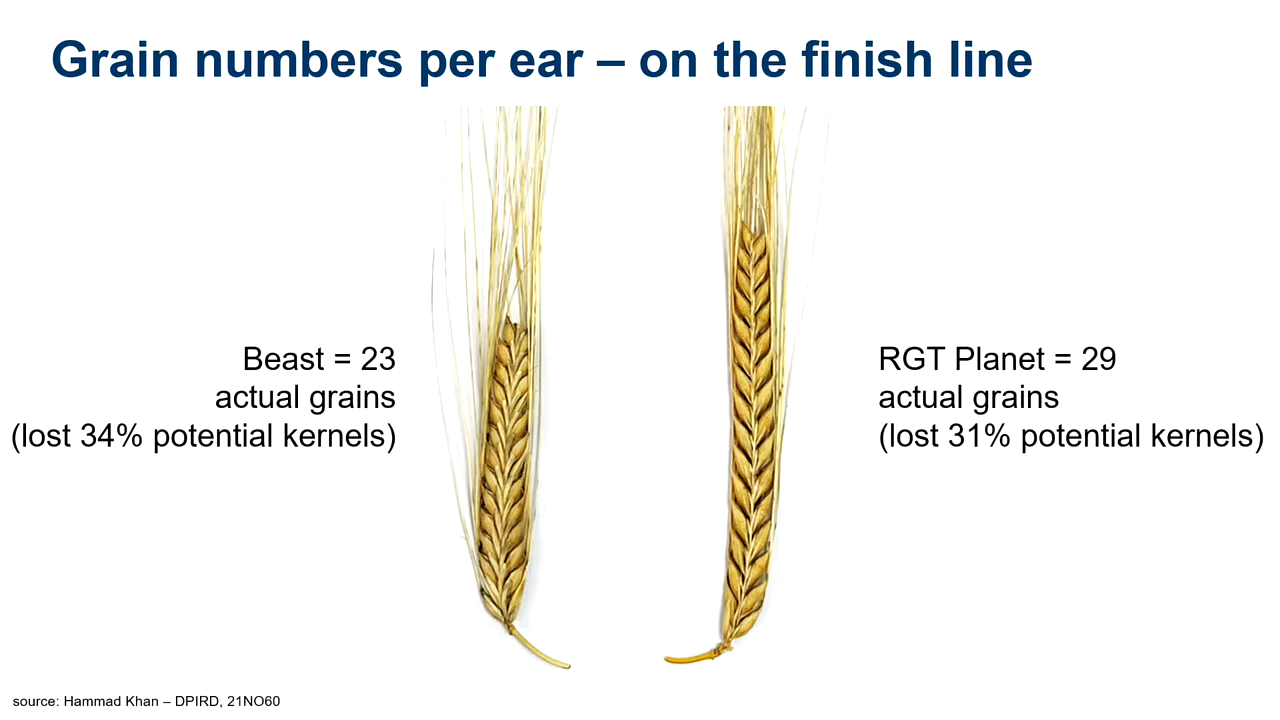 Grain numbers per ear – on the finish line
Beast = 23
actual grains
(lost 34% potential kernels)
RGT Planet = 29
actual grains
(lost 31% potential kernels)
source: Hammad Khan – DPIRD, 21NO60